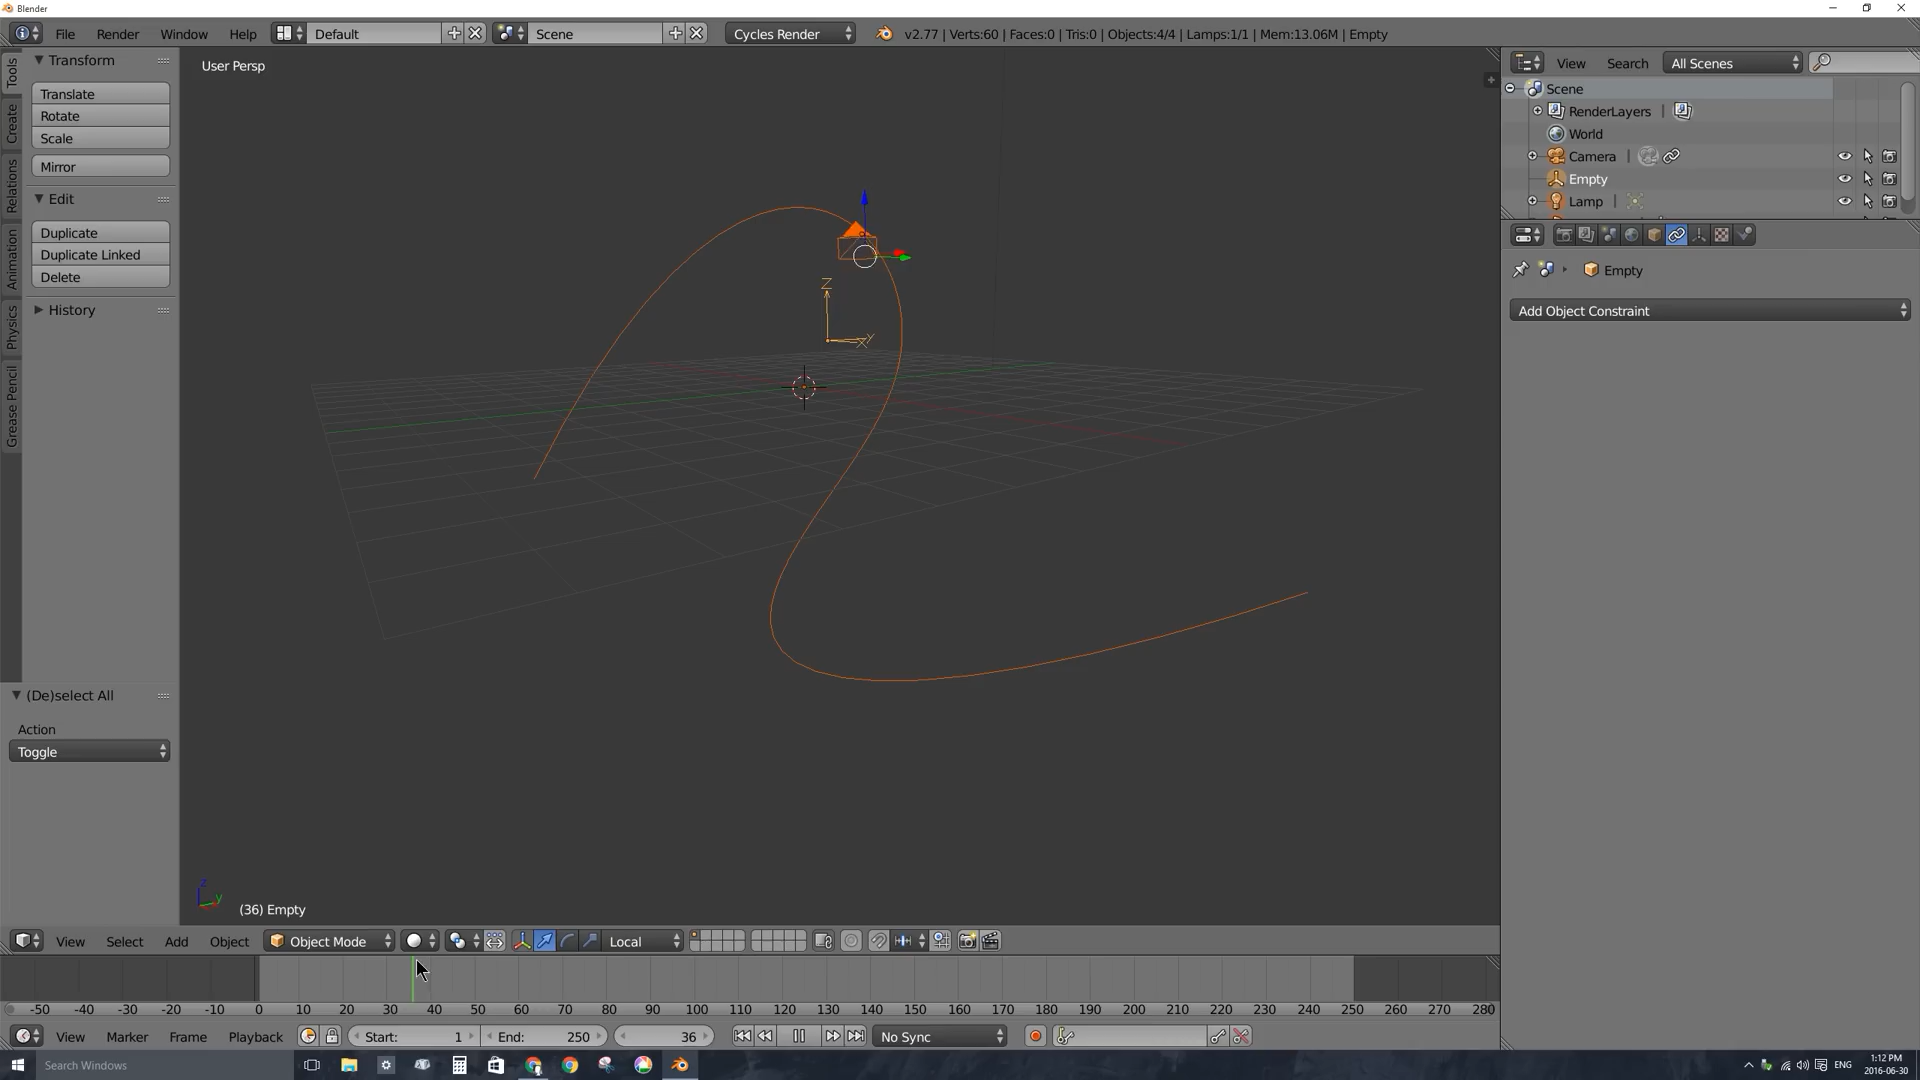 Blender
File Render Window Help Default Scene Cycles Render v2.77 | Verts:60 | Faces:0 | Tris:0 | Objects:4/4 | Lamps:1/1 | Mem:13.06M | Empty
Tools
Create
Relations
Animation
Physics
Grease Pencil
Transform
Translate
Rotate
Scale
Mirror
Edit
Duplicate
Duplicate Linked
Delete
History
(De)select All
Action
Toggle
User Persp
Z
Y
X
z
y
(36) Empty
View Search All Scenes
Scene
RenderLayers |
World
Camera |
Empty
Lamp |
Empty
Add Object Constraint
View Select Add Object Object Mode Local
-50 -40 -30 -20 -10 0 10 20 30 40 50 60 70 80 90 100 110 120 130 140 150 160 170 180 190 200 210 220 230 240 250 260 270 280
View Marker Frame Playback Start: 1 End: 250 36 No Sync
Search Windows
ENG
1:12 PM
2016-06-30